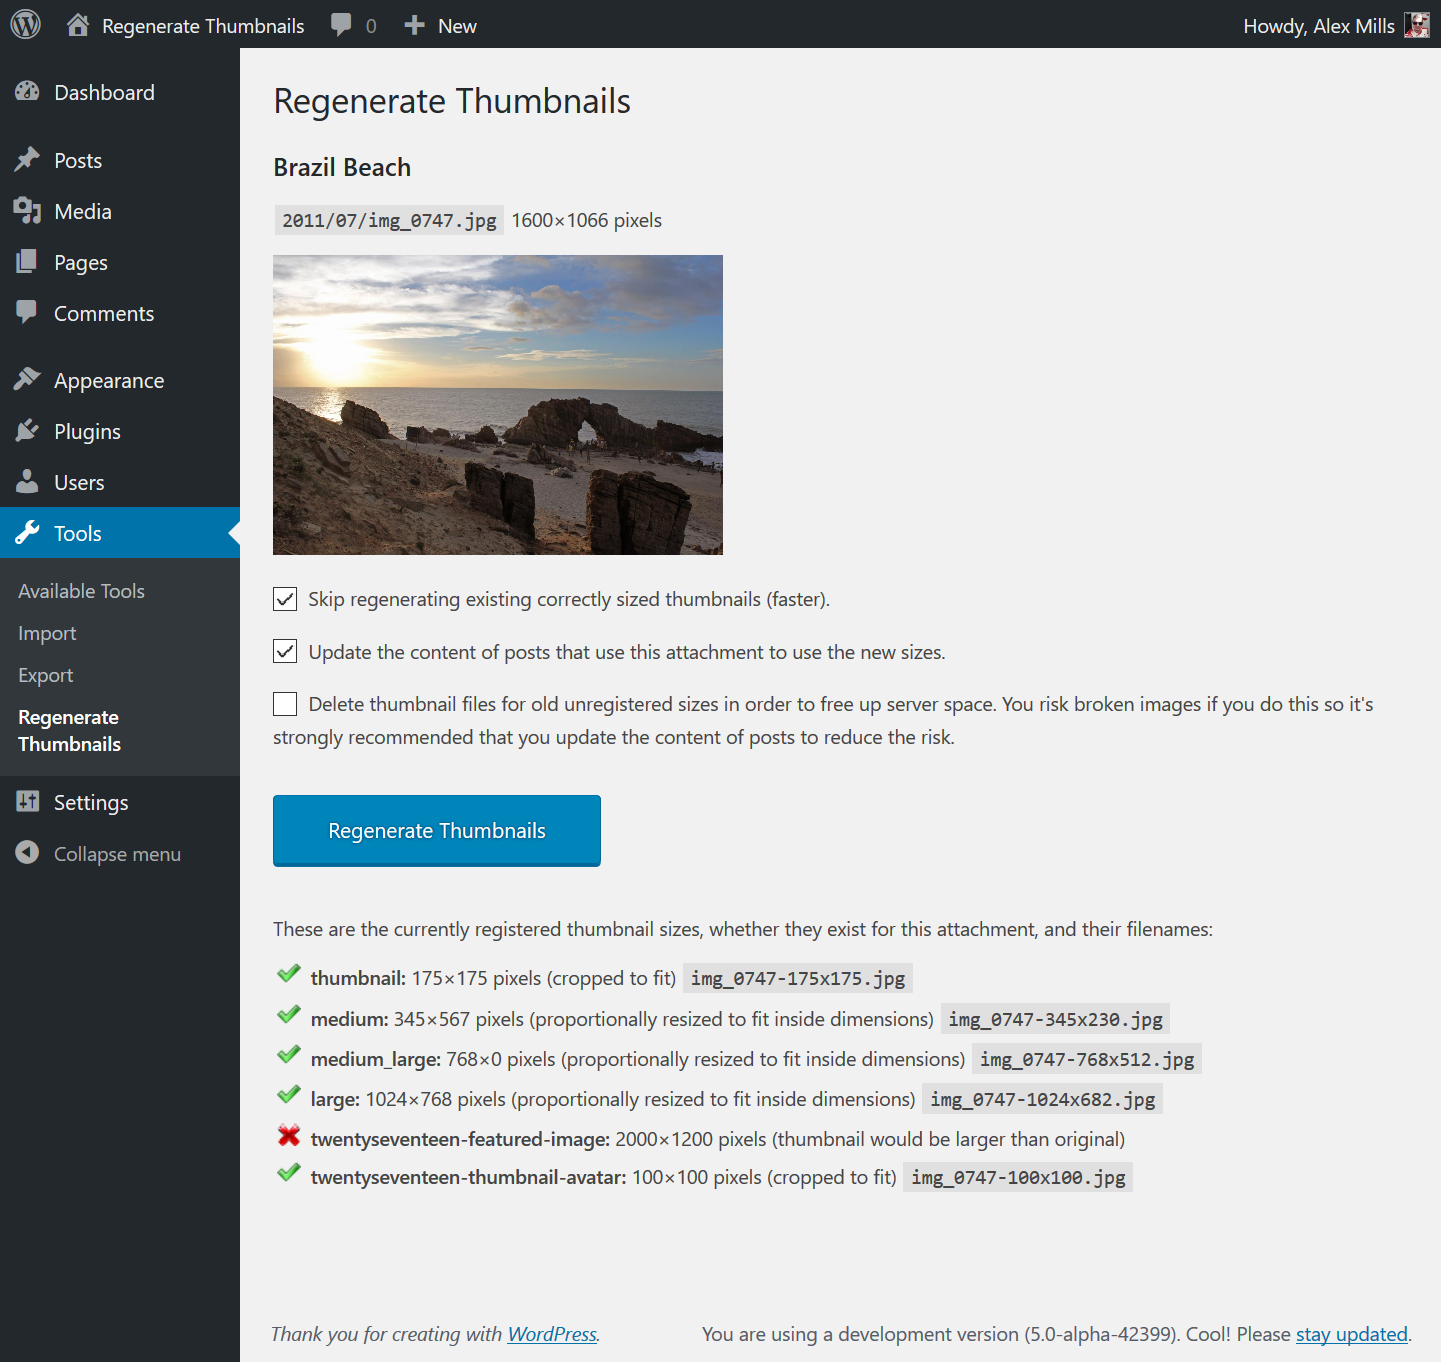 Regenerate Thumbnails 0 New Howdy, Alex Mills
Dashboard
Posts
Media
Pages
Comments
Appearance
Plugins
Users
Tools
Available Tools
Import
Export
Regenerate
Thumbnails
Settings
Collapse menu
Regenerate Thumbnails
Brazil Beach
2011/07/img_0747.jpg 1600×1066 pixels
Skip regenerating existing correctly sized thumbnails (faster).
Update the content of posts that use this attachment to use the new sizes.
Delete thumbnail files for old unregistered sizes in order to free up server space. You risk broken images if you do this so it's
strongly recommended that you update the content of posts to reduce the risk.
Regenerate Thumbnails
These are the currently registered thumbnail sizes, whether they exist for this attachment, and their filenames:
thumbnail: 175×175 pixels (cropped to fit) img_0747-175x175.jpg
medium: 345×567 pixels (proportionally resized to fit inside dimensions) img_0747-345x230.jpg
medium_large: 768×0 pixels (proportionally resized to fit inside dimensions) img_0747-768x512.jpg
large: 1024×768 pixels (proportionally resized to fit inside dimensions) img_0747-1024x682.jpg
twentyseventeen-featured-image: 2000×1200 pixels (thumbnail would be larger than original)
twentyseventeen-thumbnail-avatar: 100×100 pixels (cropped to fit) img_0747-100x100.jpg
Thank you for creating with WordPress. You are using a development version (5.0-alpha-42399). Cool! Please stay updated.